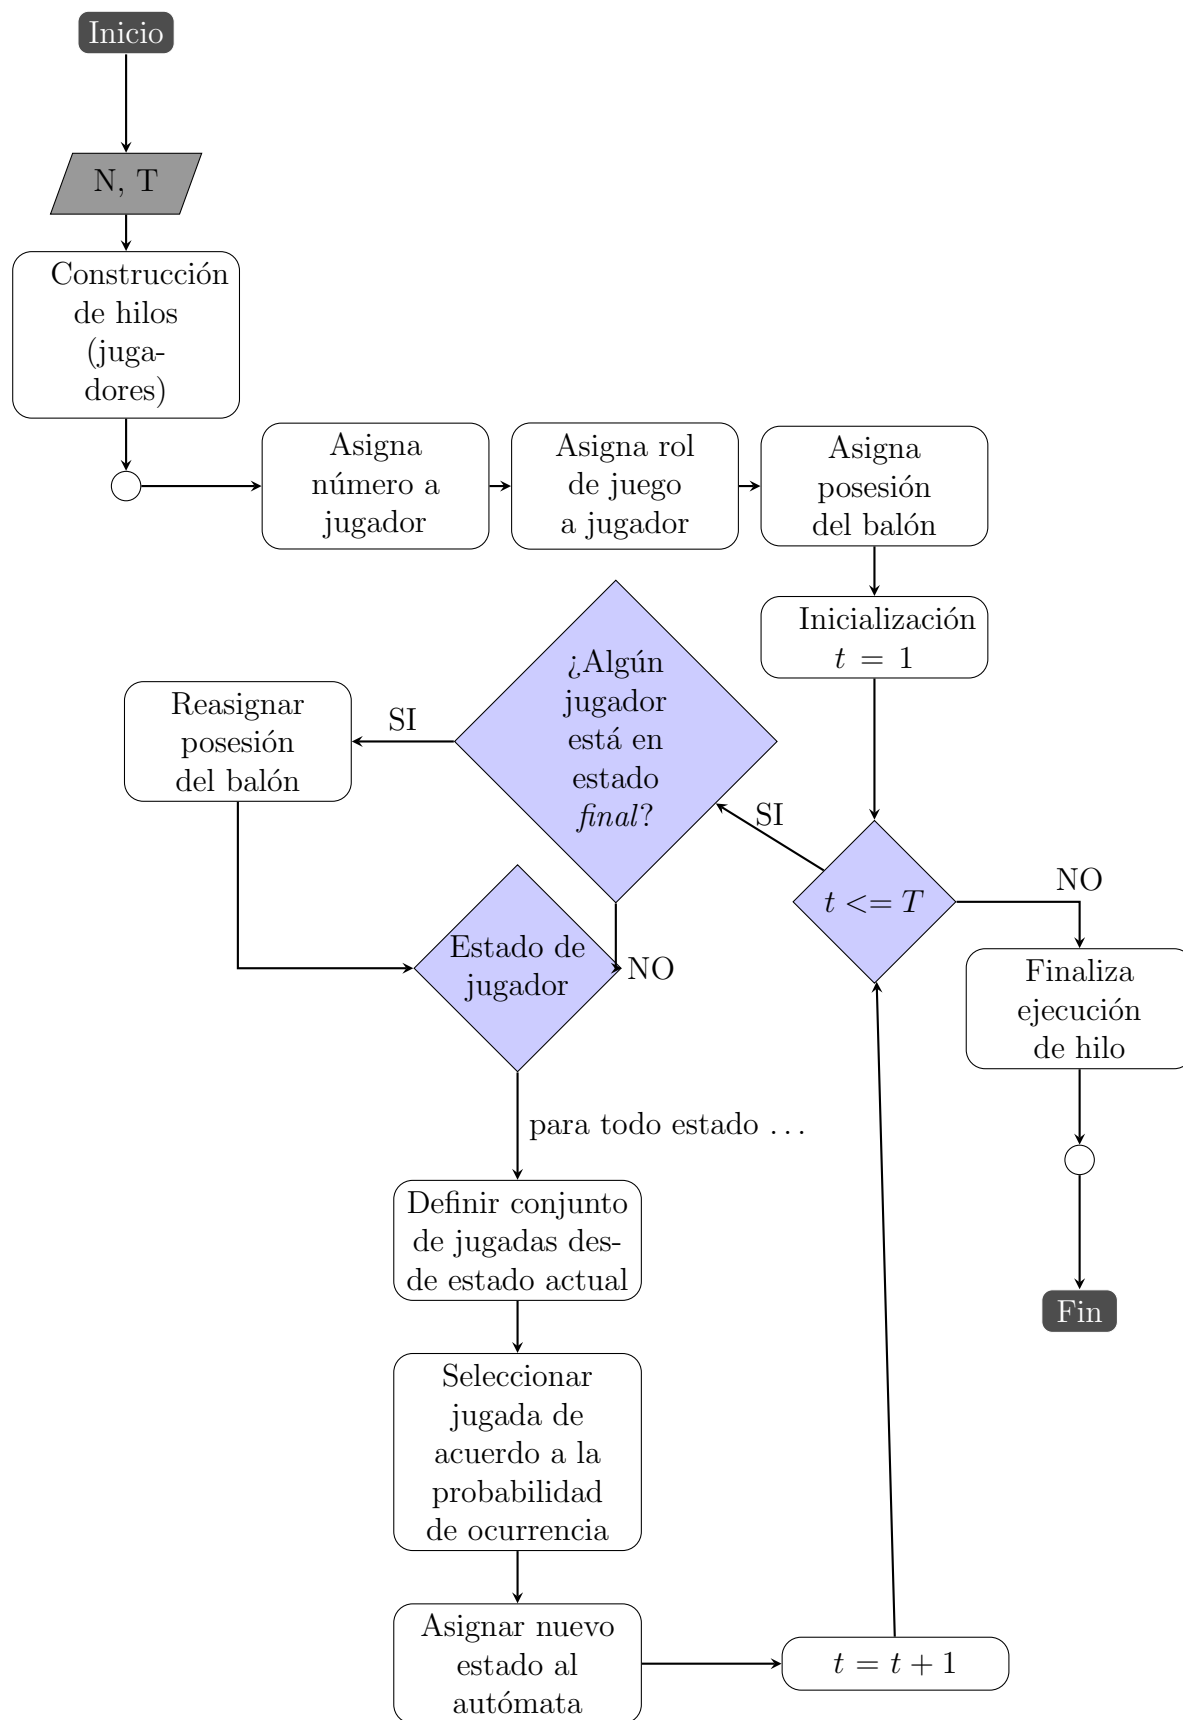 Inicio
N, T
Construcción
de hilos
(juga-
dores)
Asigna
número a
jugador
Asigna rol
de juego
a jugador
Asigna
posesión
del balón
Inicialización
t = 1
¿Algún
jugador
está en
estado
final?
SI
Reasignar
posesión
del balón
SI
t <= T
NO
Estado de
jugador
NO
Finaliza
ejecución
de hilo
para todo estado ...
Definir conjunto
de jugadas des-
de estado actual
Fin
Seleccionar
jugada de
acuerdo a la
probabilidad
de ocurrencia
Asignar nuevo
estado al
autómata
t = t + 1